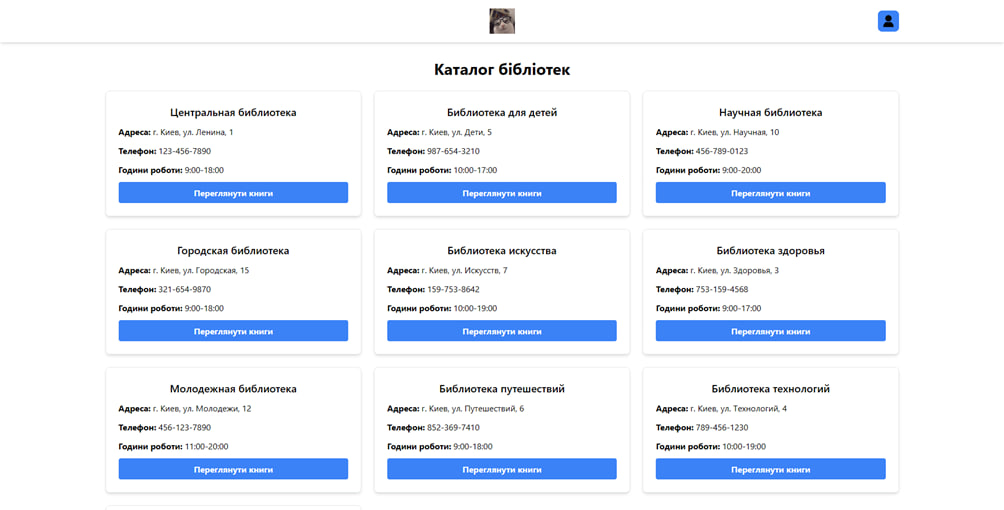 Каталог бібліотек
Центральная библиотека
Адреса: г. Киев, ул. Ленина, 1
Телефон: 123-456-7890
Години роботи: 9:00-18:00
Переглянути книги
Библиотека для детей
Адреса: г. Киев, ул. Дети, 5
Телефон: 987-654-3210
Години роботи: 10:00-17:00
Переглянути книги
Научная библиотека
Адреса: г. Киев, ул. Научная, 10
Телефон: 456-789-0123
Години роботи: 9:00-20:00
Переглянути книги
Городская библиотека
Адреса: г. Киев, ул. Городская, 15
Телефон: 321-654-9870
Години роботи: 9:00-18:00
Переглянути книги
Библиотека искусства
Адреса: г. Киев, ул. Искусств, 7
Телефон: 159-753-8642
Години роботи: 10:00-19:00
Переглянути книги
Библиотека здоровья
Адреса: г. Киев, ул. Здоровья, 3
Телефон: 753-159-4568
Години роботи: 9:00-17:00
Переглянути книги
Молодежная библиотека
Адреса: г. Киев, ул. Молодежи, 12
Телефон: 456-123-7890
Години роботи: 11:00-20:00
Переглянути книги
Библиотека путешествий
Адреса: г. Киев, ул. Путешествий, 6
Телефон: 852-369-7410
Години роботи: 9:00-18:00
Переглянути книги
Библиотека технологий
Адреса: г. Киев, ул. Технологий, 4
Телефон: 789-456-1230
Години роботи: 10:00-19:00
Переглянути книги